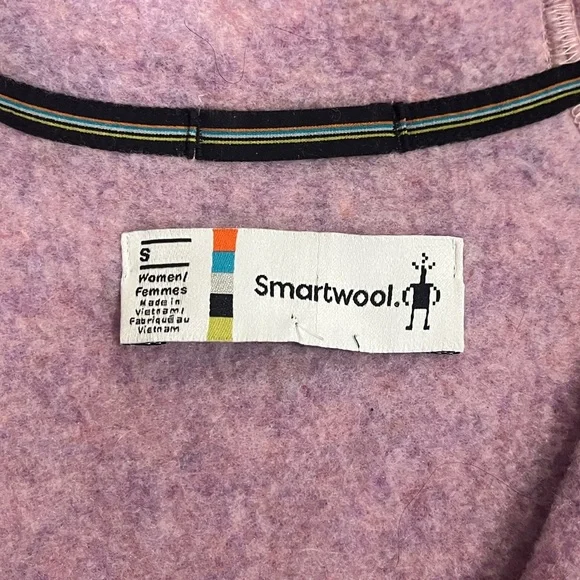 S
Women/
Femmes
Made in
Vietnam/
Fabriqué au
Vietnam
Smartwool.